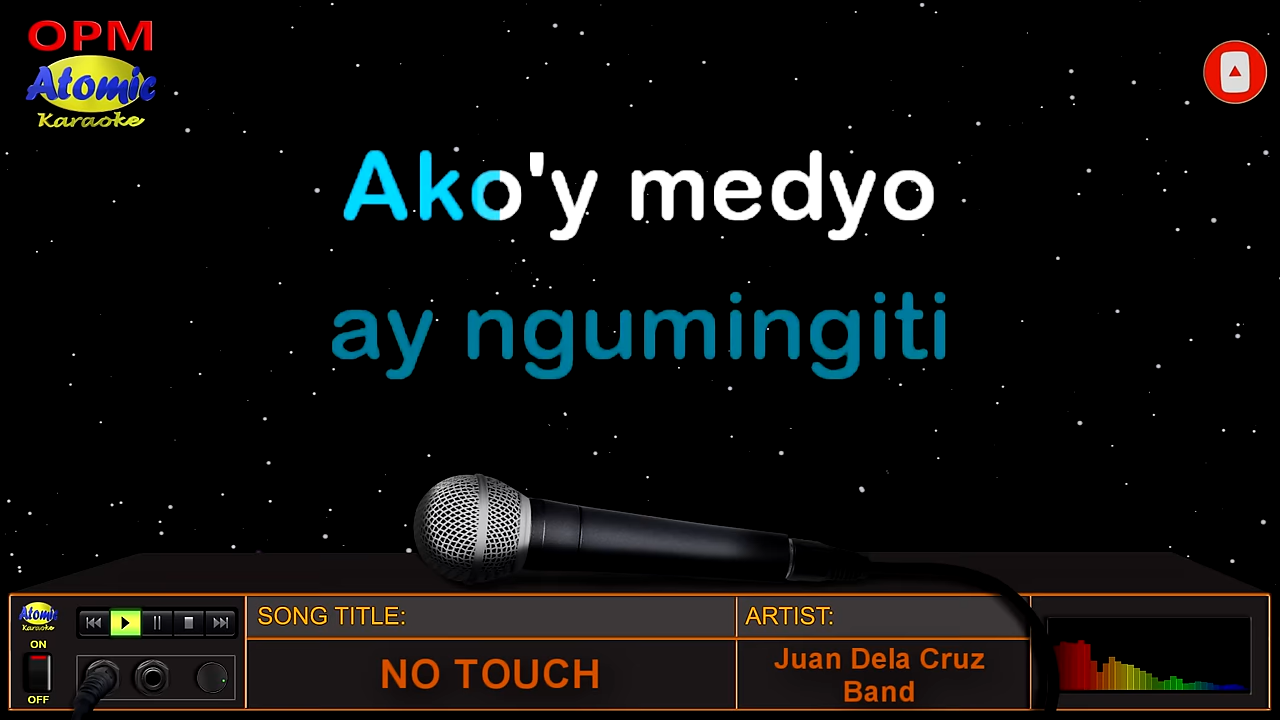 OPM
Atomic
Karaoke
Ako'y medyo
ay ngumingiti
Atomic
Karaoke
ON
OFF
SONG TITLE:
NO TOUCH
ARTIST:
Juan Dela Cruz
Band